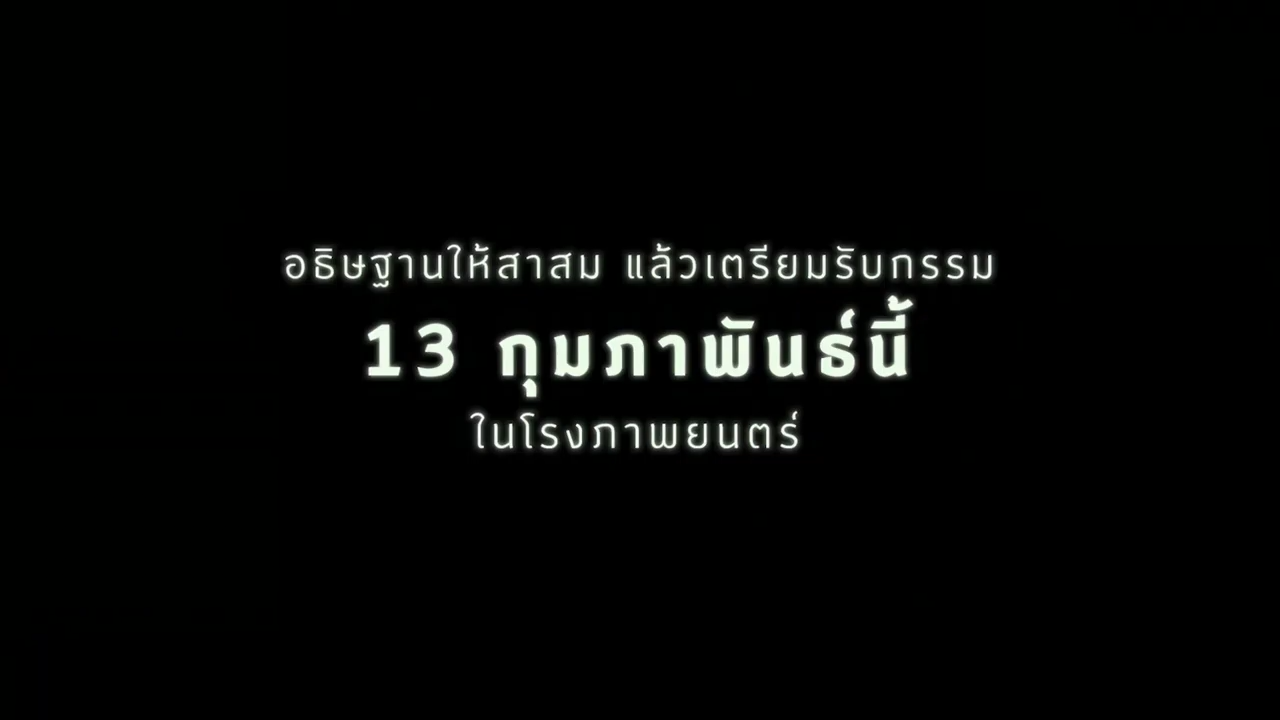 อธิษฐานให้สาสม แล้วเตรียมรับกรรม
13 กุมภาพันธ์นี้
ในโรงภาพยนตร์